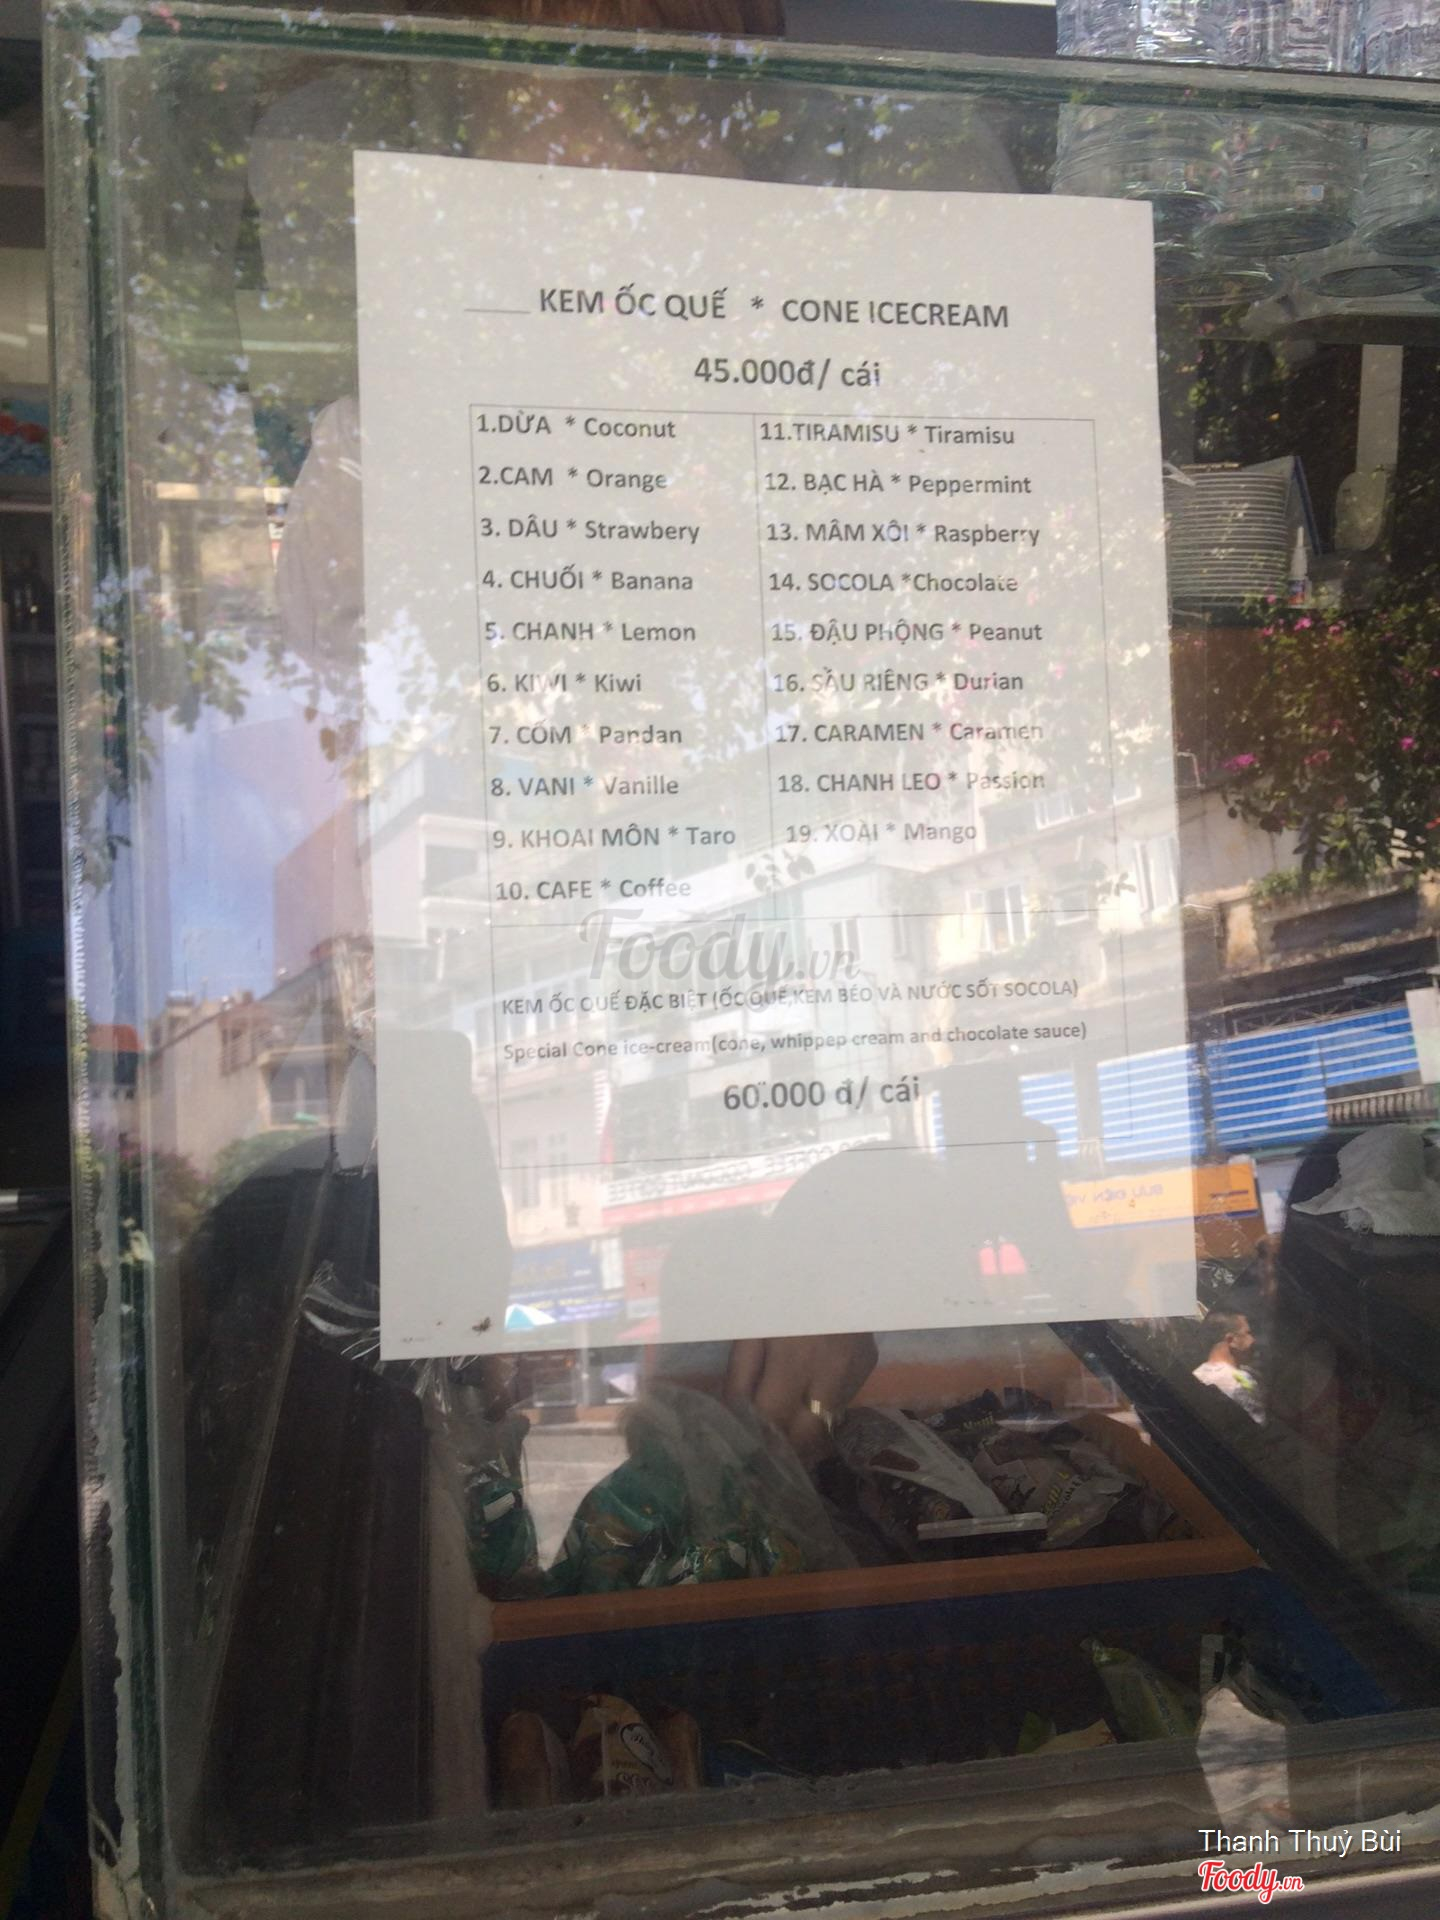 KEM ỐC QUẾ * CONE ICECREAM
45.000đ/ cái
1.DỪA * Coconut
2.CAM * Orange
3. DÂU * Strawbery
4. CHUỐI * Banana
5. CHANH * Lemon
6. KIWI * Kiwi
7. CỐM * Pandan
8. VANI * Vanille
9. KHOAI MÔN * Taro
10. CAFE * Coffee
11.TIRAMISU * Tiramisu
12. BẠC HÀ * Peppermint
13. MÂM XÔI * Raspberry
14. SOCOLA *Chocolate
15. ĐẬU PHỘNG * Peanut
16. SẦU RIÊNG * Durian
17. CARAMEN * Caramen
18. CHANH LEO * Passion
19. XOÀI * Mango
Foody.vn
KEM ỐC QUẾ ĐẶC BIỆT (ỐC QUẾ,KEM BÉO VÀ NƯỚC SỐT SOCOLA)
Special Cone ice-cream(cone, whippep cream and chocolate sauce)
60.000 đ/ cái
Thanh Thuỷ Bùi
Foody.vn